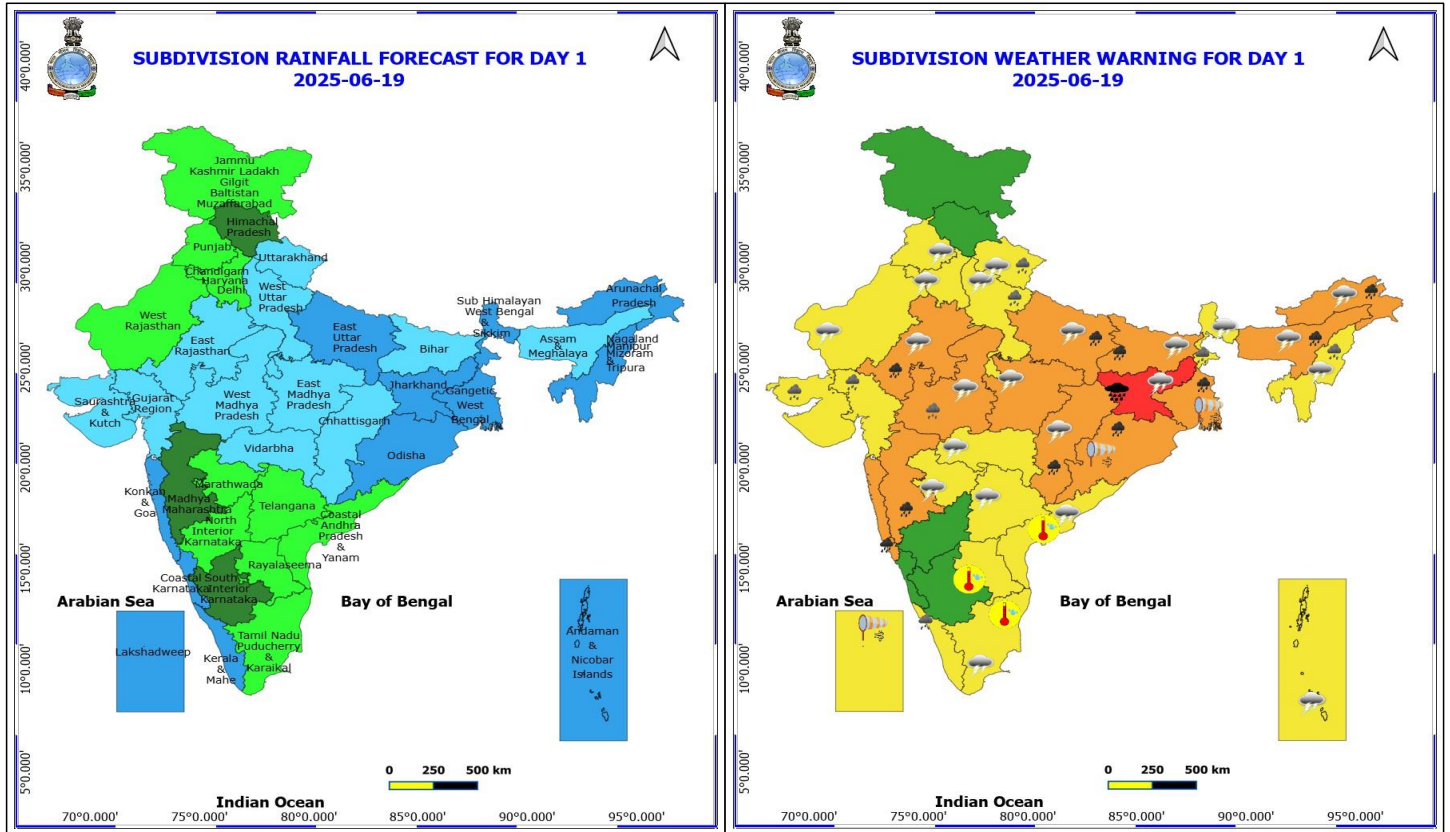 SUBDIVISION RAINFALL FORECAST FOR DAY 1
2025-06-19
40°0.000'
35°0.000'
30°0.000'
25°0.000'
20°0.000'
15°0.000'
10°0.000'
5°0.000'
Jammu
Kashmir Ladakh
Gilgit
Baltistan
Muzaffarabad
Himachal
Pradesh
Punjab
Uttarakhand
Chandigarh
Haryana
Delhi
West
Uttar
Pradesh
West
Rajasthan
East
Rajasthan
East
Uttar
Pradesh
Sub Himalayan
West Bengal
&
Sikkim
Arunachal
Pradesh
Assam
&
Meghalaya
Nagaland
Manipur
Mizoram
&
Tripura
Bihar
Jharkhand
Gangetic
West
Bengal
Saurashtra
&
Kutch
Gujarat
Region
West
Madhya
Pradesh
East
Madhya
Pradesh
Chhattisgarh
Vidarbha
Odisha
Konkan
&
Goa
Madhya
Maharashtra
Marathwada
Telangana
North
Interior
Karnataka
Coastal
Andhra
Pradesh
&
Yanam
Rayalaseema
Coastal
Karnataka
South
Interior
Karnataka
Arabian Sea
Bay of Bengal
Lakshadweep
Kerala
&
Mahe
Tamil Nadu
Puducherry
&
Karaikal
Andaman
&
Nicobar
Islands
0 250 500 km
Indian Ocean
70°0.000' 75°0.000' 80°0.000' 85°0.000' 90°0.000' 95°0.000'
SUBDIVISION WEATHER WARNING FOR DAY 1
2025-06-19
40°0.000'
35°0.000'
30°0.000'
25°0.000'
20°0.000'
15°0.000'
10°0.000'
5°0.000'
Arabian Sea
Bay of Bengal
0 250 500 km
Indian Ocean
70°0.000' 75°0.000' 80°0.000' 85°0.000' 90°0.000' 95°0.000'